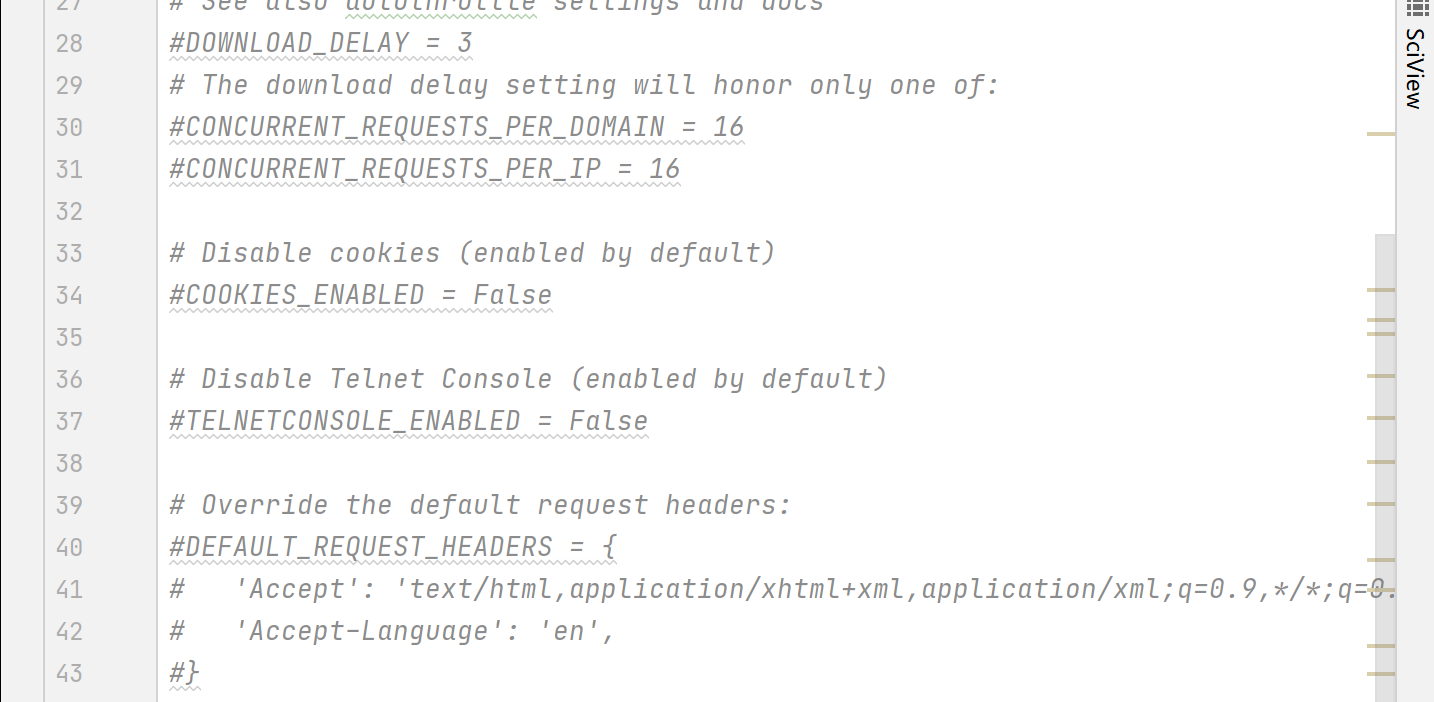 27 # See also autothrottle settings and docs
28 #DOWNLOAD_DELAY = 3
29 # The download delay setting will honor only one of:
30 #CONCURRENT_REQUESTS_PER_DOMAIN = 16
31 #CONCURRENT_REQUESTS_PER_IP = 16
32
33 # Disable cookies (enabled by default)
34 #COOKIES_ENABLED = False
35
36 # Disable Telnet Console (enabled by default)
37 #TELNETCONSOLE_ENABLED = False
38
39 # Override the default request headers:
40 #DEFAULT_REQUEST_HEADERS = {
41 #   'Accept': 'text/html,application/xhtml+xml,application/xml;q=0.9,*/*;q=0.
42 #   'Accept-Language': 'en',
43 #}
SciView